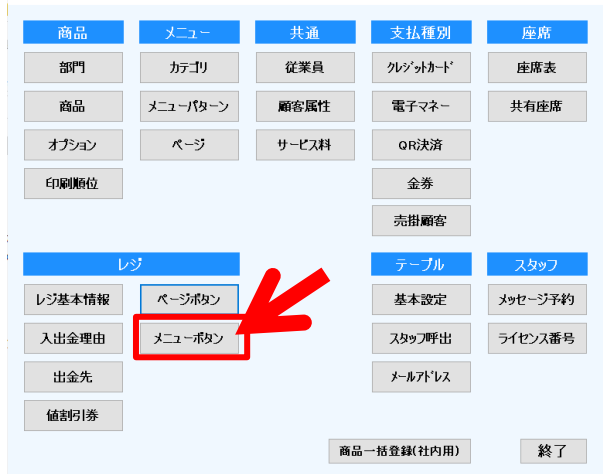 商品
メニュー
共通
支払種別
座席
部門
カテゴリ
従業員
クレジットカード
座席表
商品
メニューパターン
顧客属性
電子マネー
共有座席
オプション
ページ
サービス料
QR決済
印刷順位
金券
売掛顧客
レジ
テーブル
スタッフ
レジ基本情報
ページボタン
基本設定
メッセージ予約
入出金理由
メニューボタン
スタッフ呼出
ライセンス番号
出金先
メールアドレス
値割引券
商品一括登録(社内用)
終了